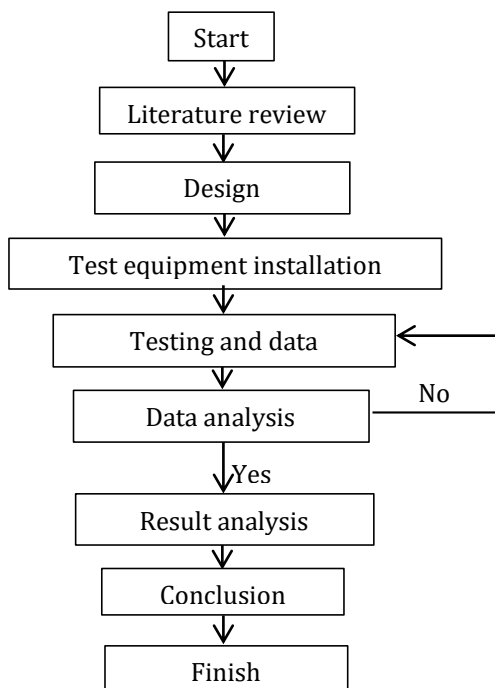 Start
Literature review
Design
Test equipment installation
Testing and data
No
Data analysis
Yes
Result analysis
Conclusion
Finish